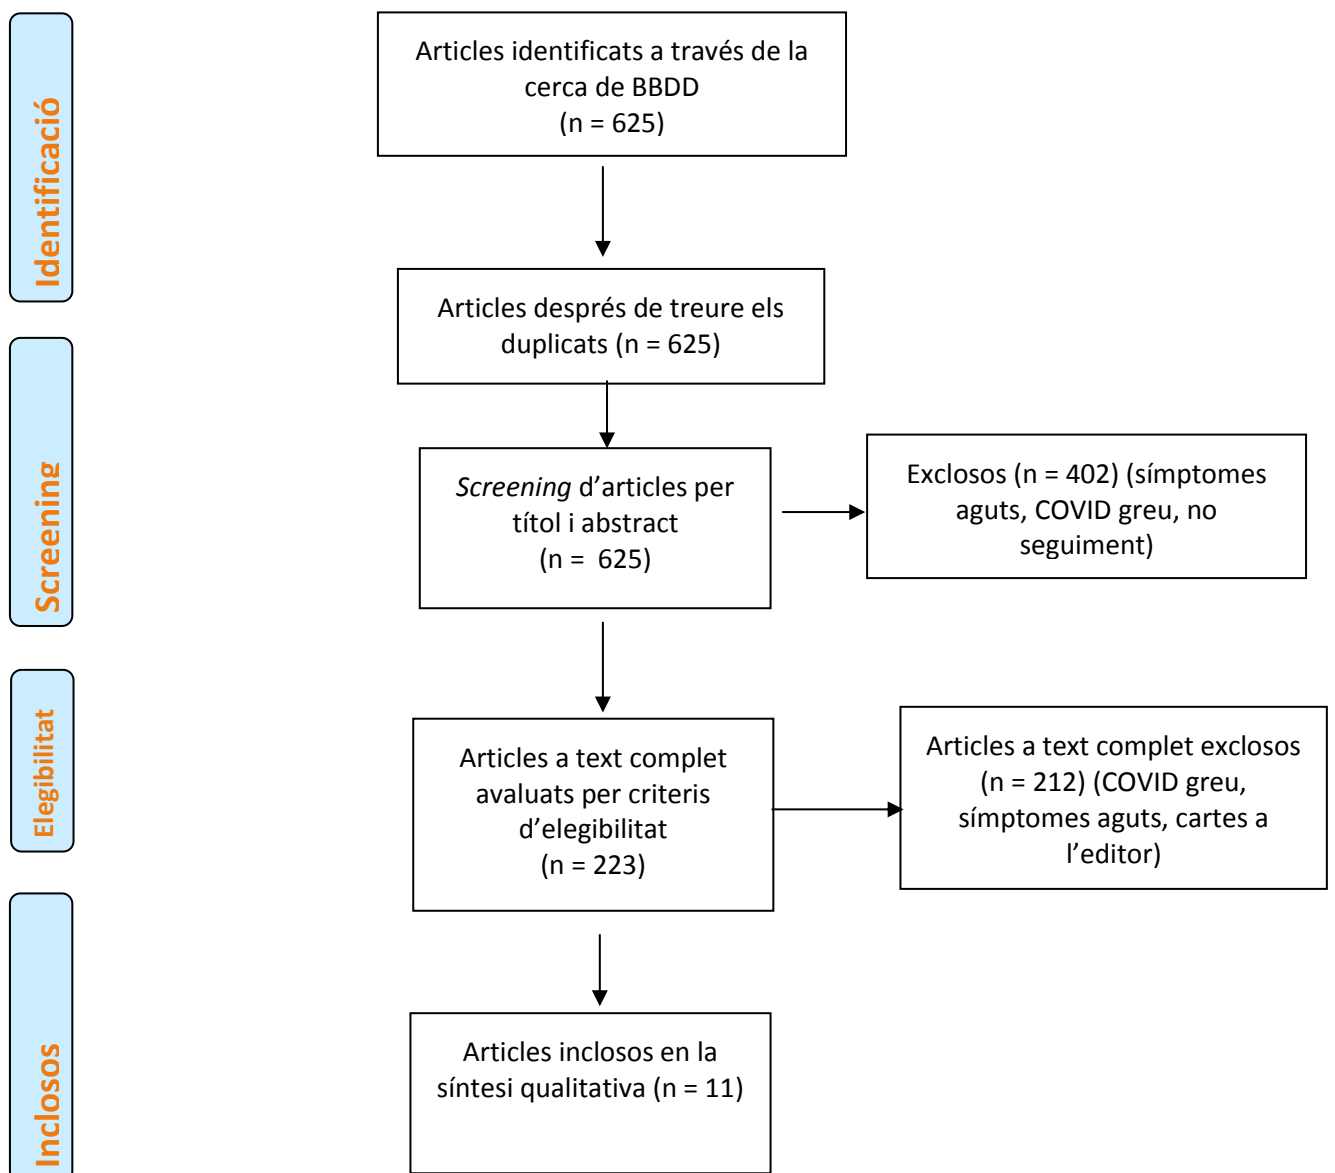 Identificació
Articles identificats a través de la
cerca de BBDD
(n = 625)
Articles després de treure els
duplicats (n = 625)
Screening
Screening d’articles per
títol i abstract
(n = 625)
Exclosos (n = 402) (símptomes
aguts, COVID greu, no
seguiment)
Elegibilitat
Articles a text complet
avaluats per criteris
d’elegibilitat
(n = 223)
Articles a text complet exclosos
(n = 212) (COVID greu,
símptomes aguts, cartes a
l’editor)
Inclosos
Articles inclosos en la
síntesi qualitativa (n = 11)